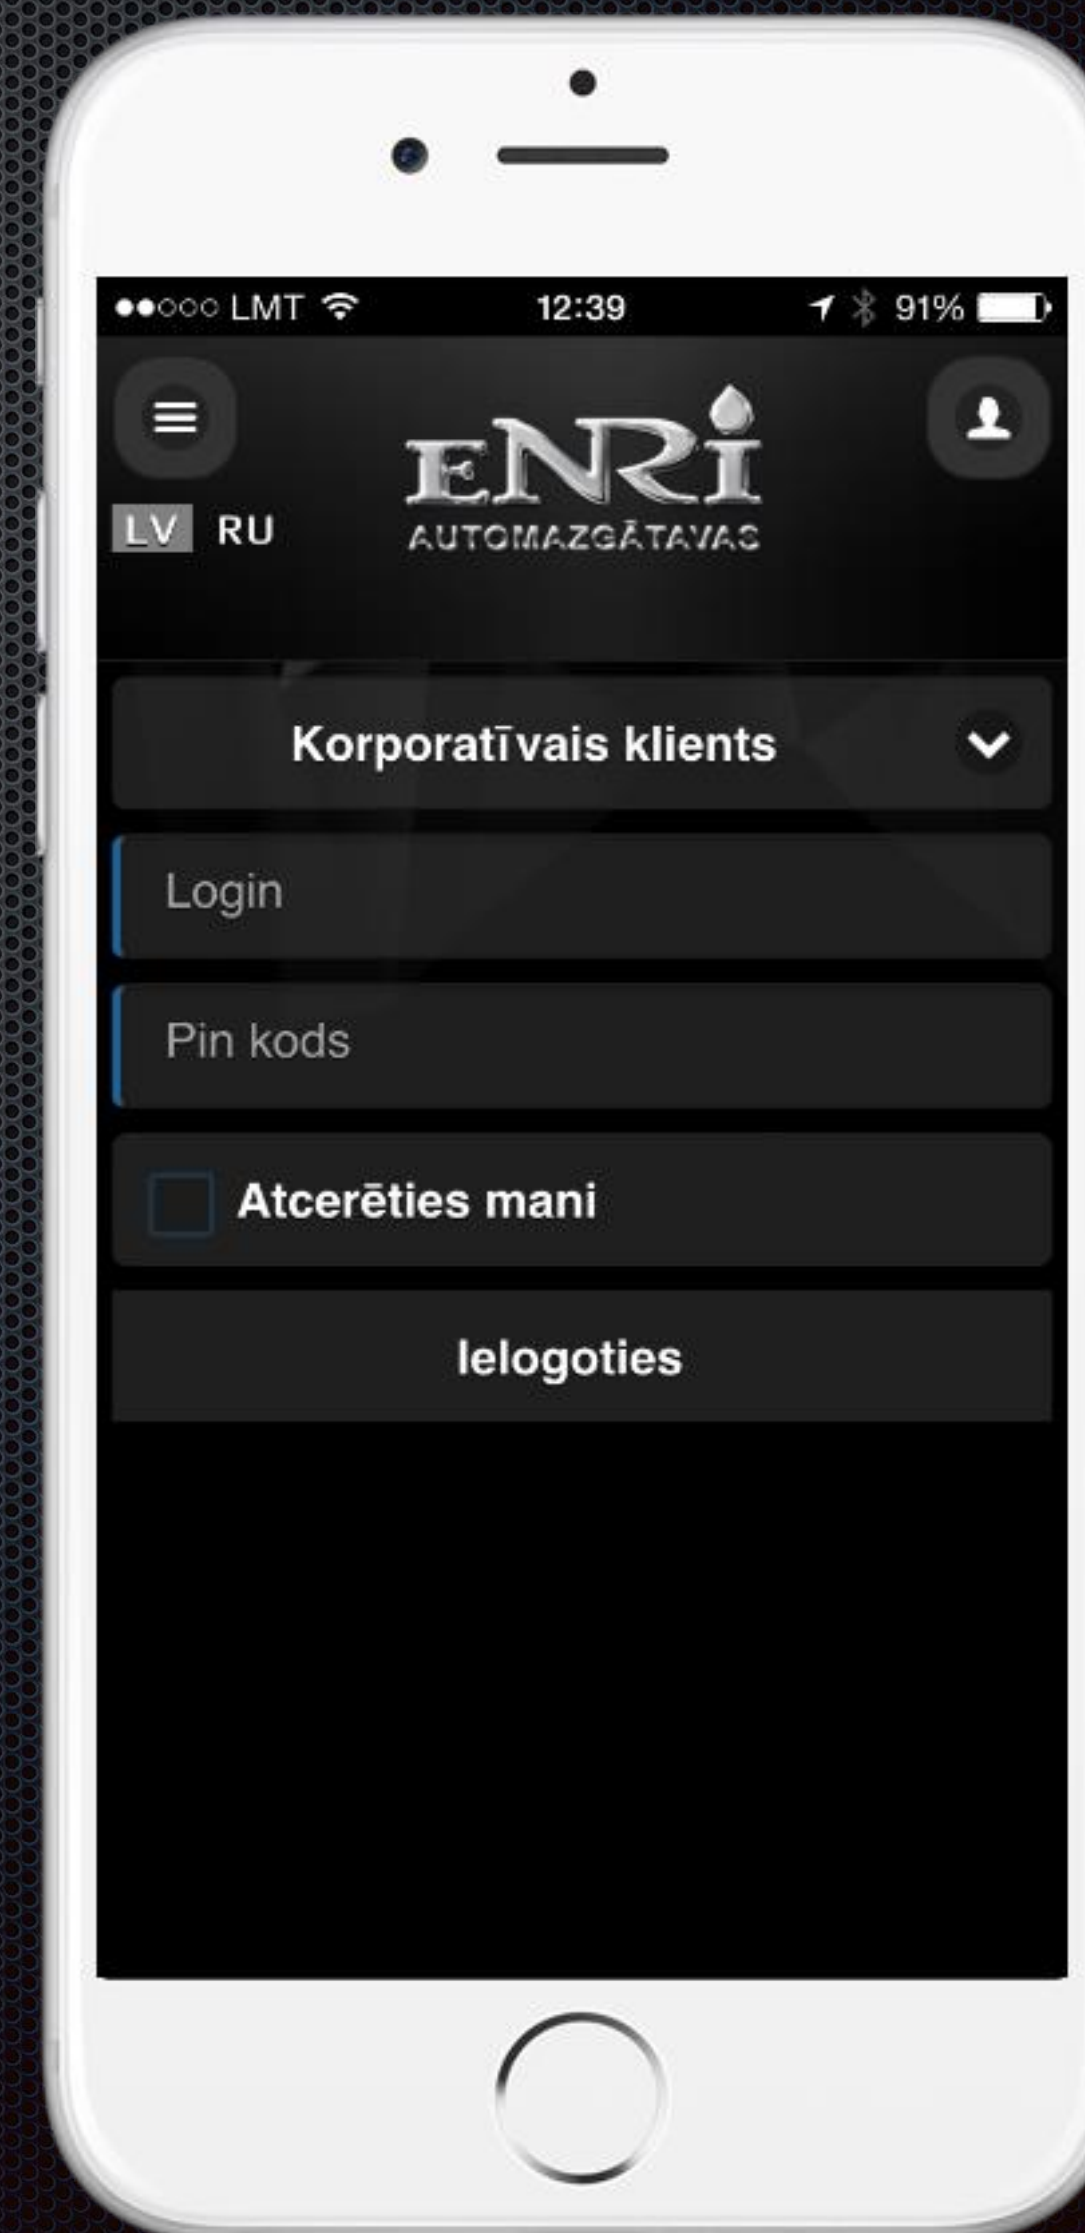 LMT 12:39 91%
ENRi
AUTOMAZGĀTAVAS
LV RU
Korporatīvais klients
Login
Pin kods
Atcerēties mani
Ielogoties